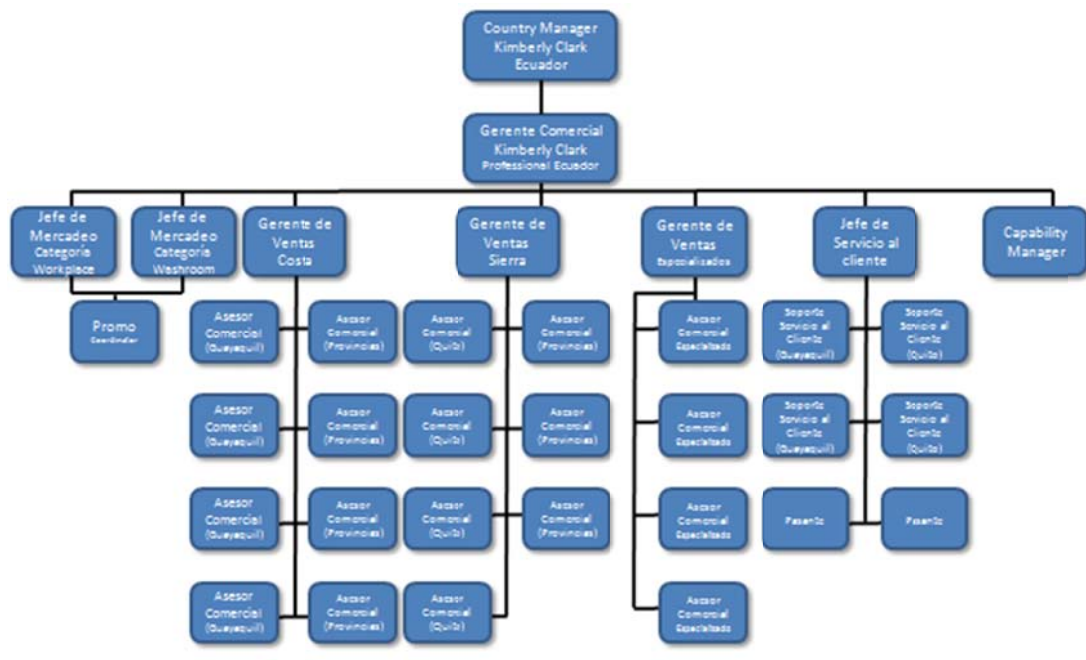 Country Manager
Kimberly Clark
Ecuador
Gerente Comercial
Kimberly Clark
Professional Ecuador
Jefe de
Mercadeo
Categoría
Workplace
Jefe de
Mercadeo
Categoría
Washroom
Gerente de
Ventas
Costa
Gerente de
Ventas
Sierra
Gerente de
Ventas
Especializados
Jefe de
Servicio al
cliente
Capability
Manager
Promo
Coordinator
Asesor
Comercial
(Guayaquil)
Asesor
Comercial
(Provincias)
Asesor
Comercial
(Quito)
Asesor
Comercial
(Provincias)
Asesor
Comercial
Especializado
Soporte
Servicio al
Cliente
(Guayaquil)
Soporte
Servicio al
Cliente
(Quito)
Asesor
Comercial
(Guayaquil)
Asesor
Comercial
(Provincias)
Asesor
Comercial
(Quito)
Asesor
Comercial
(Provincias)
Asesor
Comercial
Especializado
Soporte
Servicio al
Cliente
(Guayaquil)
Soporte
Servicio al
Cliente
(Quito)
Asesor
Comercial
(Guayaquil)
Asesor
Comercial
(Provincias)
Asesor
Comercial
(Quito)
Asesor
Comercial
(Provincias)
Asesor
Comercial
Especializado
Pasante
Pasante
Asesor
Comercial
(Guayaquil)
Asesor
Comercial
(Provincias)
Asesor
Comercial
(Quito)
Asesor
Comercial
Especializado